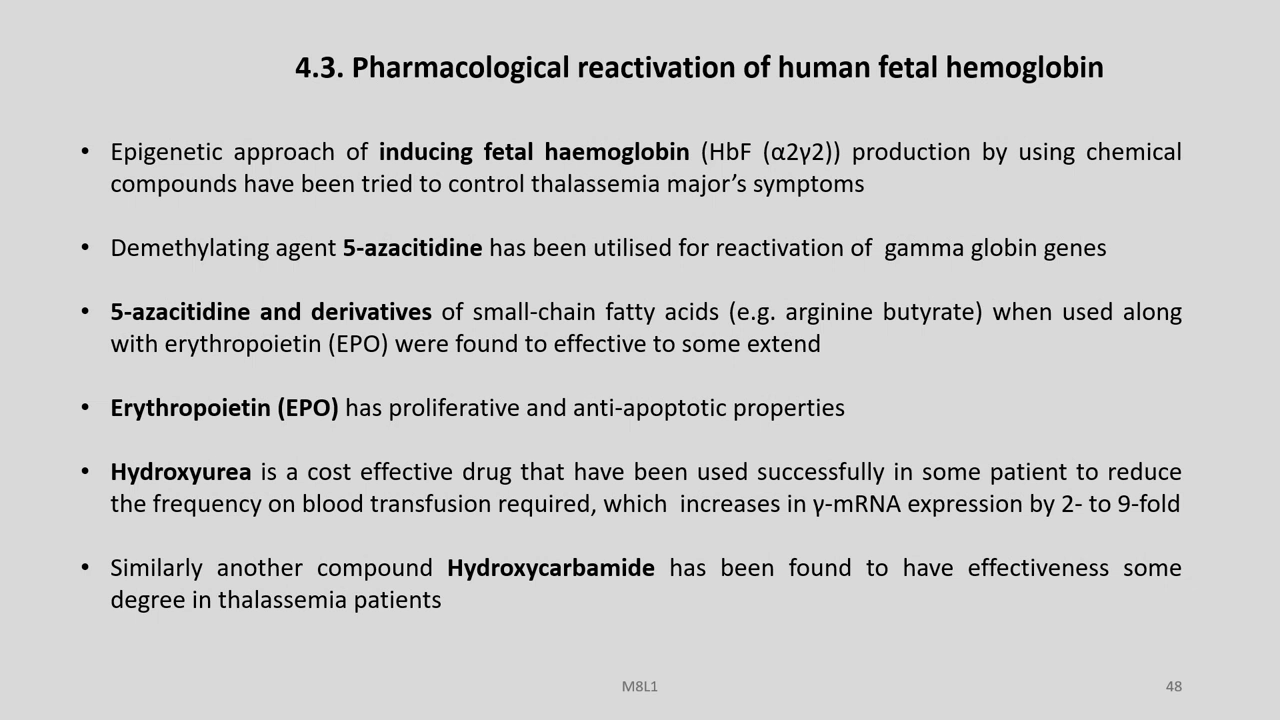 4.3. Pharmacological reactivation of human fetal hemoglobin
• Epigenetic approach of inducing fetal haemoglobin (HbF (α2γ2)) production by using chemical
compounds have been tried to control thalassemia major’s symptoms
• Demethylating agent 5-azacitidine has been utilised for reactivation of  gamma globin genes
• 5-azacitidine and derivatives of small-chain fatty acids (e.g. arginine butyrate) when used along
with erythropoietin (EPO) were found to effective to some extend
• Erythropoietin (EPO) has proliferative and anti-apoptotic properties
• Hydroxyurea is a cost effective drug that have been used successfully in some patient to reduce
the frequency on blood transfusion required, which  increases in γ-mRNA expression by 2- to 9-fold
• Similarly another compound Hydroxycarbamide has been found to have effectiveness some
degree in thalassemia patients
M8L1
48